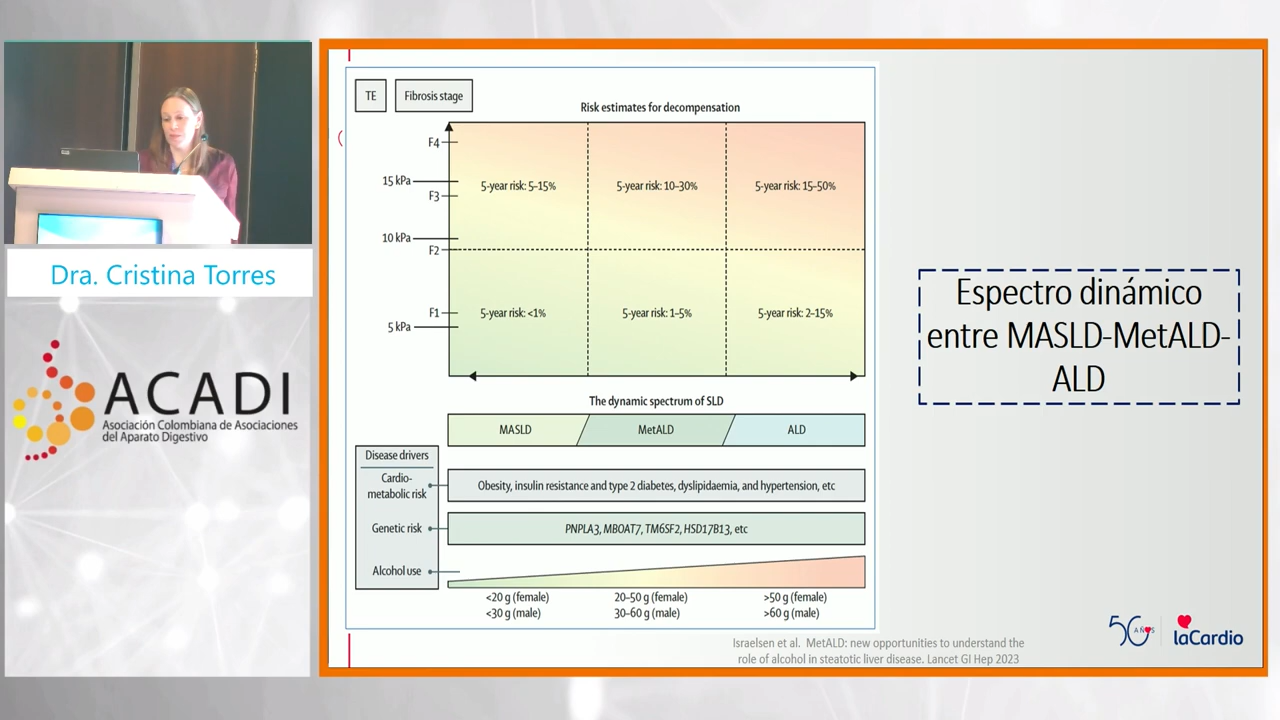 Dra. Cristina Torres
ACADI
Asociación Colombiana de Asociaciones
del Aparato Digestivo
TE
Fibrosis stage
Risk estimates for decompensation
F4
15 kPa
F3
10 kPa
F2
F1
5 kPa
5-year risk: 5-15%
5-year risk: 10-30%
5-year risk: 15-50%
5-year risk: <1%
5-year risk: 1-5%
5-year risk: 2-15%
The dynamic spectrum of SLD
MASLD
MetALD
ALD
Disease drivers
Cardio-
metabolic risk
Obesity, insulin resistance and type 2 diabetes, dyslipidaemia, and hypertension, etc
Genetic risk
PNPLA3, MBOAT7, TM6SF2, HSD17B13, etc
Alcohol use
<20 g (female)
<30 g (male)
20-50 g (female)
30-60 g (male)
>50 g (female)
>60 g (male)
Espectro dinámico
entre MASLD-MetALD-
ALD
Israelsen et al. MetALD: new opportunities to understand the
role of alcohol in steatotic liver disease. Lancet GI Hep 2023
50 AÑOS
laCardio